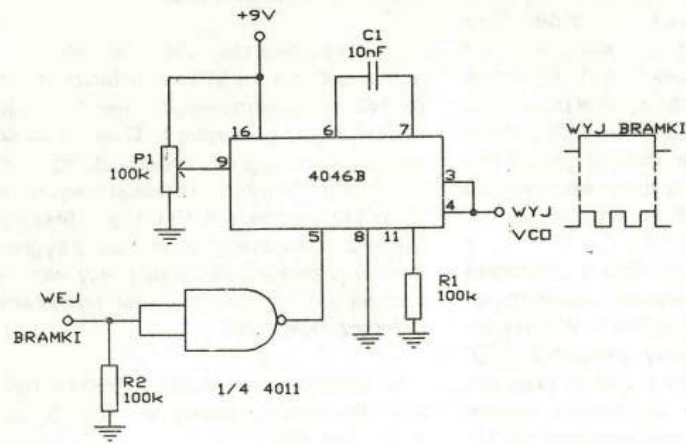 +9V
C1
10nF
16
6
7
P1
100k
9
4046B
3
4
WYJ
VCO
WYJ BRAMKI
5
8
11
R1
100k
WEJ
BRAMKI
R2
100k
1/4 4011